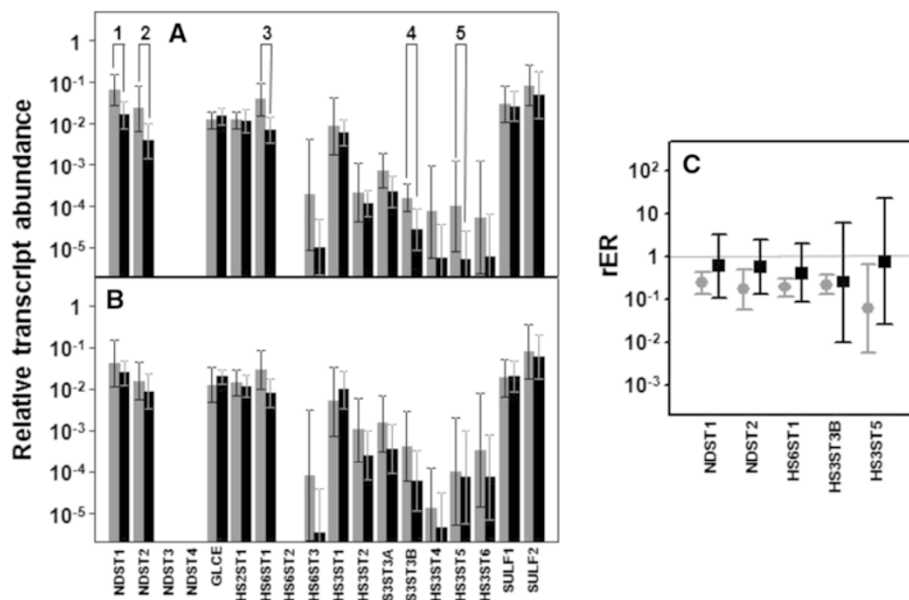 1 2 3 4 5
A
1
10-1
10-2
10-3
10-4
10-5
Relative transcript abundance
B
1
10-1
10-2
10-3
10-4
10-5
NDST1
NDST2
NDST3
NDST4
GLCE
HS2ST1
HS6ST1
HS6ST2
HS6ST3
HS3ST1
HS3ST2
S3ST3A
S3ST3B
HS3ST4
HS3ST5
HS3ST6
SULF1
SULF2
C
rER
102
10
1
10-1
10-2
10-3
NDST1
NDST2
HS6ST1
HS3ST3B
HS3ST5